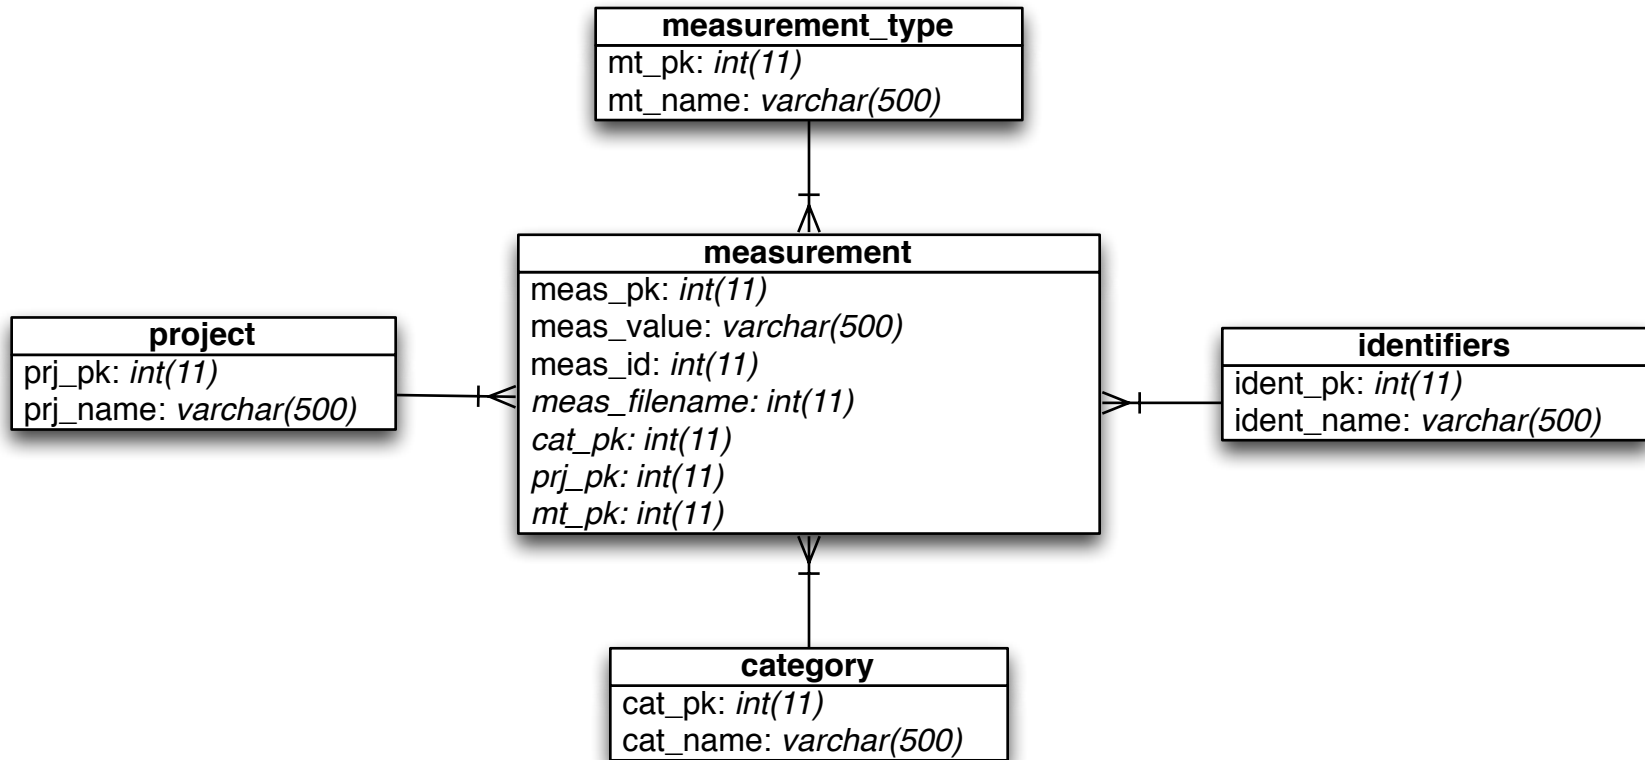 measurement_type
mt_pk: int(11)
mt_name: varchar(500)
measurement
meas_pk: int(11)
meas_value: varchar(500)
meas_id: int(11)
meas_filename: int(11)
cat_pk: int(11)
prj_pk: int(11)
mt_pk: int(11)
project
prj_pk: int(11)
prj_name: varchar(500)
identifiers
ident_pk: int(11)
ident_name: varchar(500)
category
cat_pk: int(11)
cat_name: varchar(500)